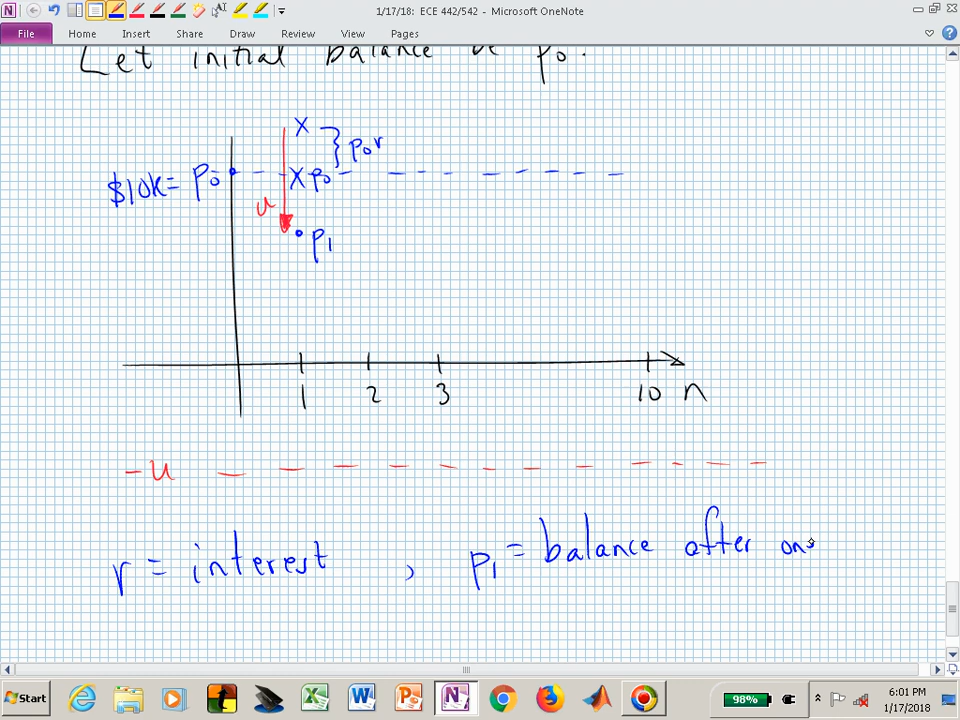 1/17/18: ECE 442/542 - Microsoft OneNote
File Home Insert Share Draw Review View Pages
Let initial balance be p0.
x } p0r
$10K = p0 x p0
u
p1
1 2 3 10 n
-u
r = interest , p1 = balance after on
Start 98% 6:01 PM
1/17/2018